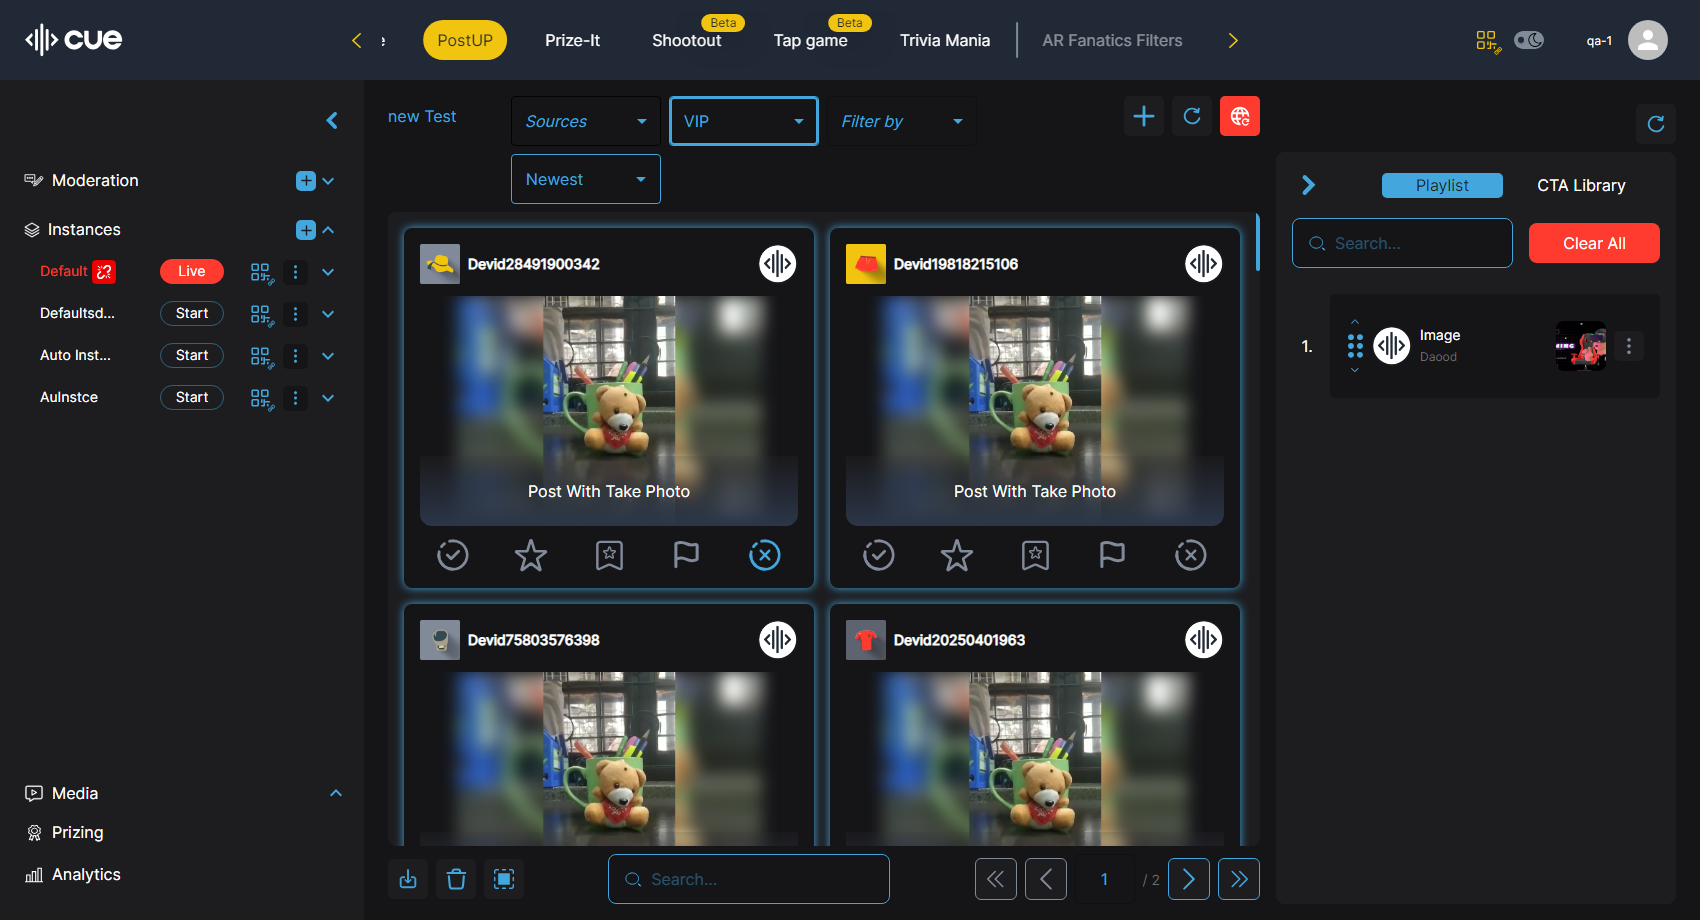 cue
e
PostUP
Prize-It
Beta
Shootout
Beta
Tap game
Trivia Mania
AR Fanatics Filters
qa-1
Moderation
Instances
Default
Live
Defaultsd...
Start
Auto Inst...
Start
AuInstce
Start
Media
Prizing
Analytics
new Test
Sources
VIP
Filter by
Newest
Devid28491900342
Post With Take Photo
Devid19818215106
Post With Take Photo
Devid75803576398
Devid20250401963
Search...
1
/ 2
Playlist
CTA Library
Search...
Clear All
1.
Image
Daood